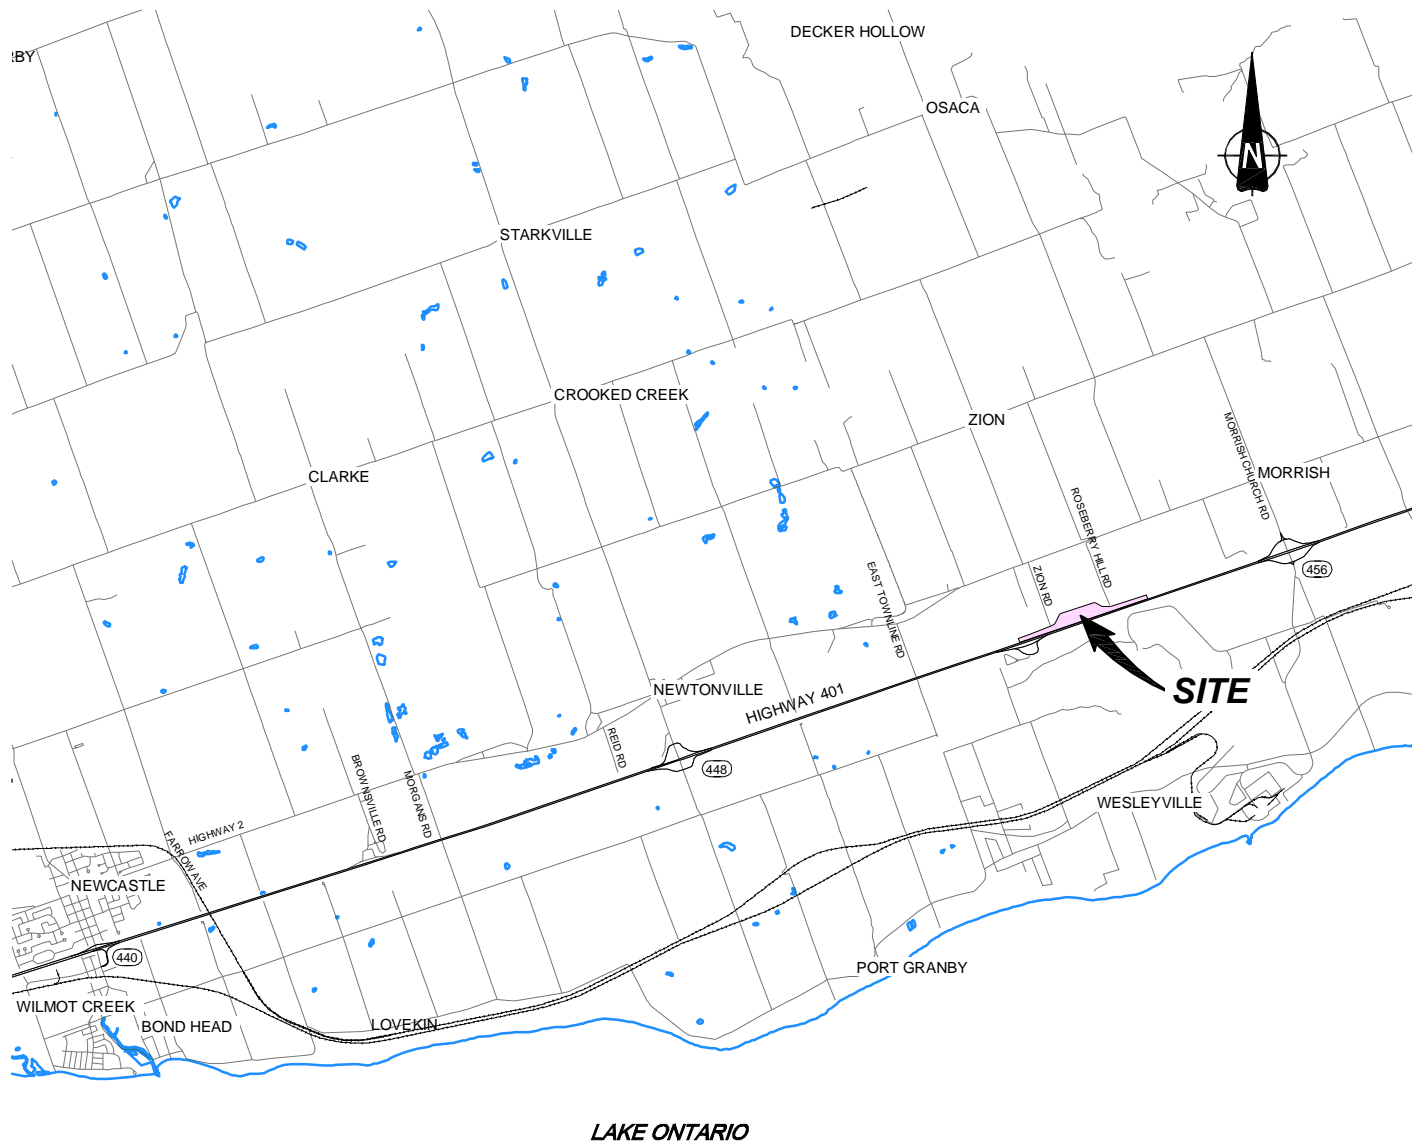 DECKER HOLLOW
RBY
OSACA
N
STARKVILLE
CROOKED CREEK
ZION
MORRISH CHURCH RD
MORRISH
CLARKE
ROSEBERRY HILL RD
ZION RD
EAST TOWNLINE RD
456
SITE
NEWTONVILLE
HIGHWAY 401
REID RD
448
BROWNSVILLE RD
MORGANS RD
WESLEYVILLE
HIGHWAY 2
FARROW AVE
NEWCASTLE
440
PORT GRANBY
WILMOT CREEK
BOND HEAD
LOVEKIN
LAKE ONTARIO